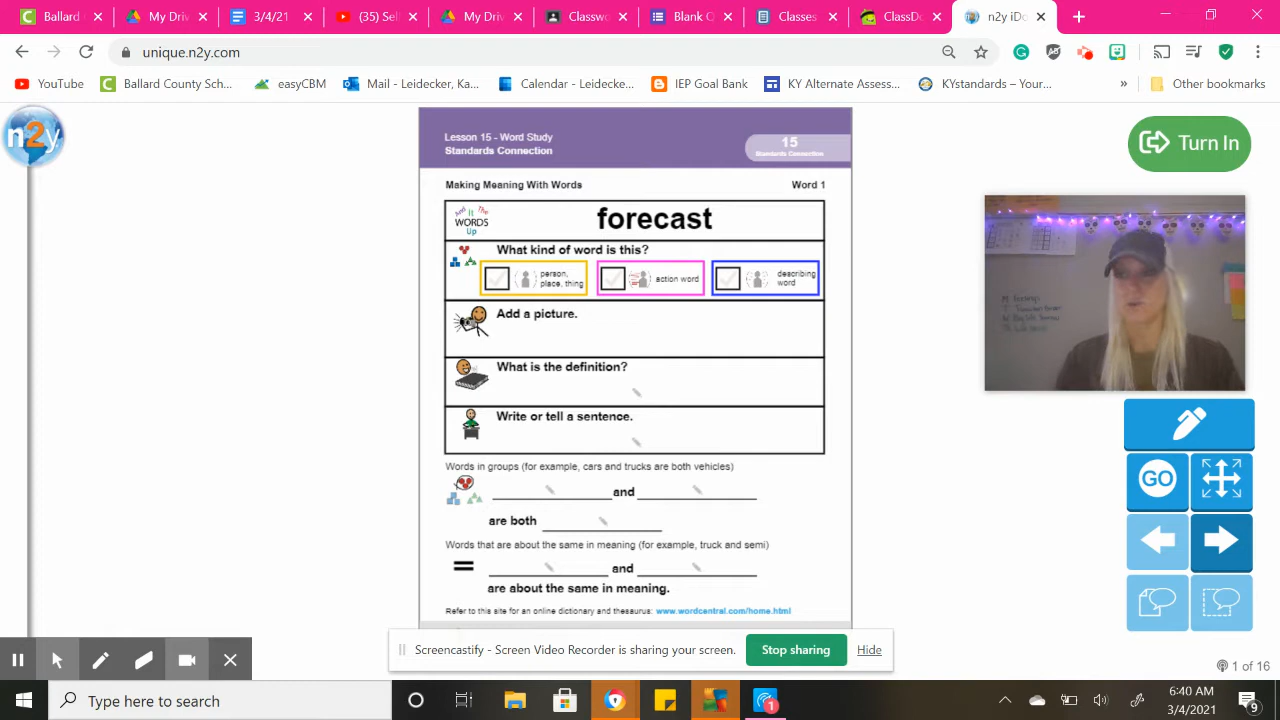 Ballard
My Driv
3/4/21
(35) Sel
My Driv
Classwo
Blank Q
Classes
ClassDo
n2y iDo
unique.n2y.com
YouTube
Ballard County Sch...
easyCBM
Mail - Leidecker, Ka...
Calendar - Leidecke...
IEP Goal Bank
KY Alternate Assess...
KYstandards – Your...
»
Other bookmarks
n2y
Lesson 15 - Word Study
Standards Connection
15
Standards Connection
Turn In
Making Meaning With Words
Word 1
And It The
WORDS
Up
forecast
What kind of word is this?
person,
place, thing
action word
describing
word
Add a picture.
What is the definition?
Write or tell a sentence.
Words in groups (for example, cars and trucks are both vehicles)
and
are both
Words that are about the same in meaning (for example, truck and semi)
= and
are about the same in meaning.
Refer to this site for an online dictionary and thesaurus: www.wordcentral.com/home.html
GO
Screencastify - Screen Video Recorder is sharing your screen.
Stop sharing
Hide
1 of 16
Type here to search
1
6:40 AM
3/4/2021
9